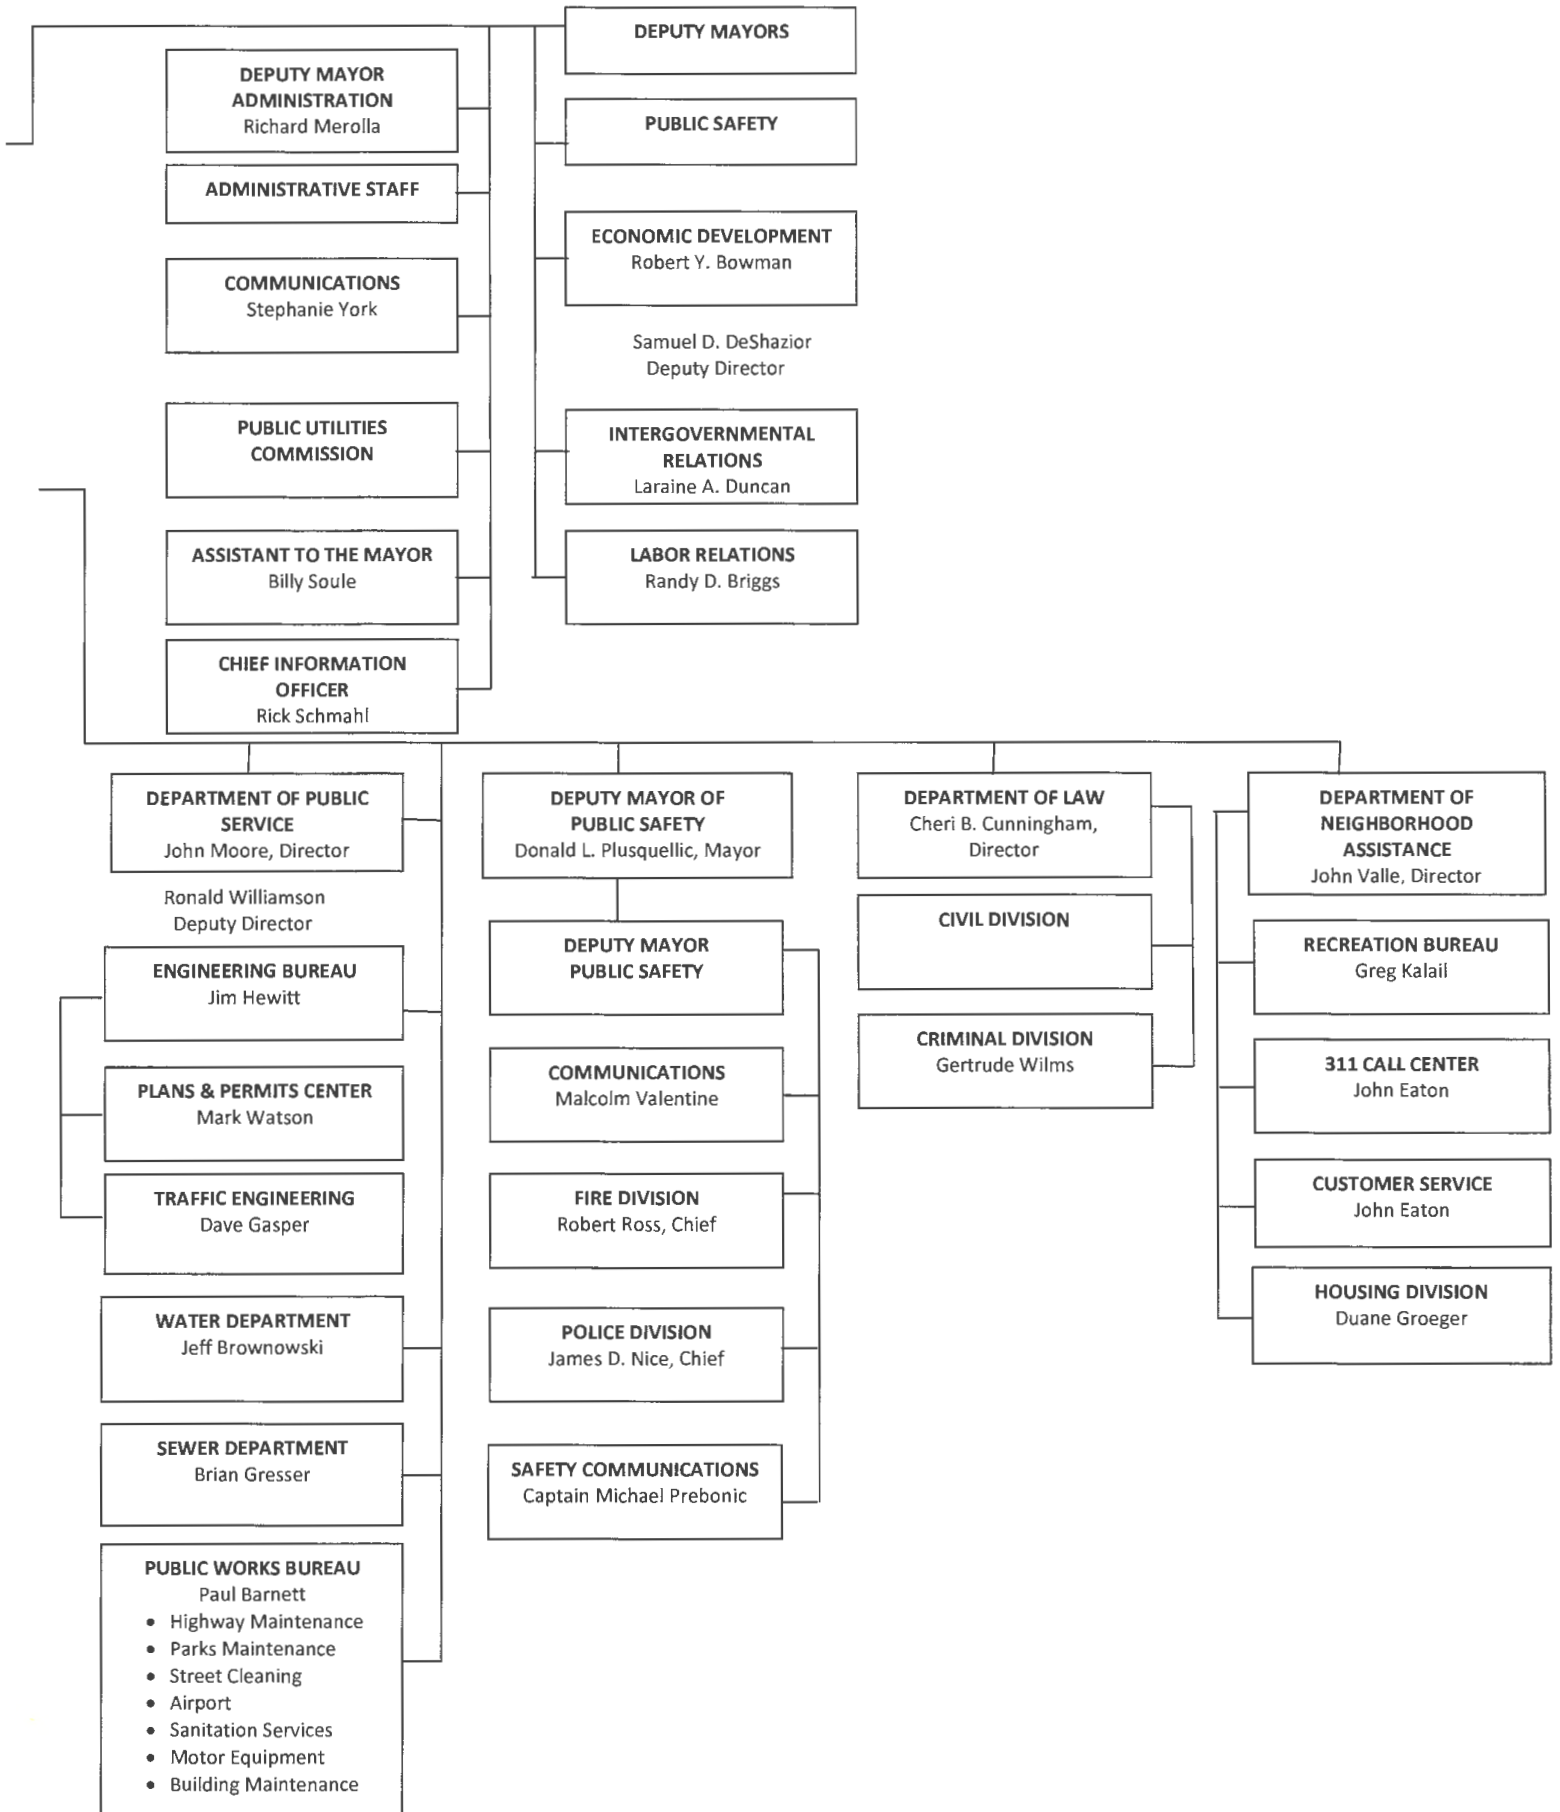 DEPUTY MAYORS
DEPUTY MAYOR
ADMINISTRATION
Richard Merolla
PUBLIC SAFETY
ADMINISTRATIVE STAFF
ECONOMIC DEVELOPMENT
Robert Y. Bowman
COMMUNICATIONS
Stephanie York
Samuel D. DeShazior
Deputy Director
PUBLIC UTILITIES
COMMISSION
INTERGOVERNMENTAL
RELATIONS
Laraine A. Duncan
ASSISTANT TO THE MAYOR
Billy Soule
LABOR RELATIONS
Randy D. Briggs
CHIEF INFORMATION
OFFICER
Rick Schmahl
DEPARTMENT OF PUBLIC
SERVICE
John Moore, Director
Ronald Williamson
Deputy Director
ENGINEERING BUREAU
Jim Hewitt
PLANS & PERMITS CENTER
Mark Watson
TRAFFIC ENGINEERING
Dave Gasper
WATER DEPARTMENT
Jeff Brownowski
SEWER DEPARTMENT
Brian Gresser
PUBLIC WORKS BUREAU
Paul Barnett
• Highway Maintenance
• Parks Maintenance
• Street Cleaning
• Airport
• Sanitation Services
• Motor Equipment
• Building Maintenance
DEPUTY MAYOR OF
PUBLIC SAFETY
Donald L. Plusquellic, Mayor
DEPUTY MAYOR
PUBLIC SAFETY
COMMUNICATIONS
Malcolm Valentine
FIRE DIVISION
Robert Ross, Chief
POLICE DIVISION
James D. Nice, Chief
SAFETY COMMUNICATIONS
Captain Michael Prebonic
DEPARTMENT OF LAW
Cheri B. Cunningham,
Director
CIVIL DIVISION
CRIMINAL DIVISION
Gertrude Wilms
DEPARTMENT OF
NEIGHBORHOOD
ASSISTANCE
John Valle, Director
RECREATION BUREAU
Greg Kalail
311 CALL CENTER
John Eaton
CUSTOMER SERVICE
John Eaton
HOUSING DIVISION
Duane Groeger